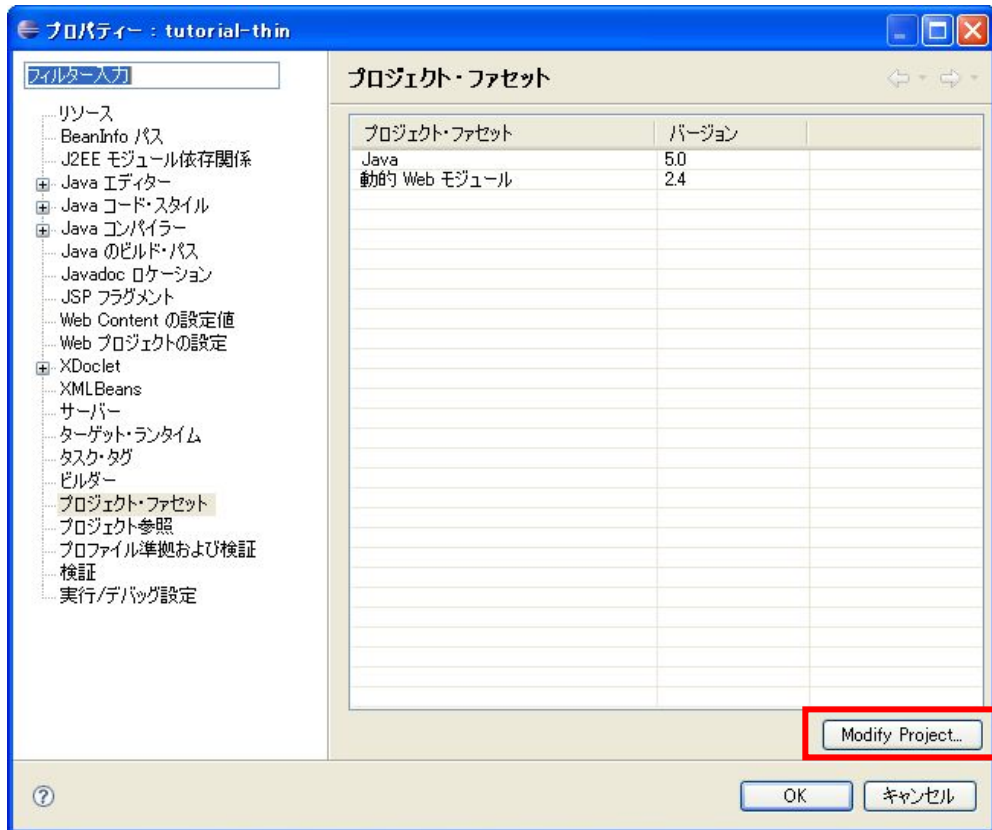 プロパティー : tutorial-thin
フィルター入力
リソース
BeanInfo パス
J2EE モジュール依存関係
Java エディター
Java コード・スタイル
Java コンパイラー
Java のビルド・パス
Javadoc ロケーション
JSP フラグメント
Web Content の設定値
Web プロジェクトの設定
XDoclet
XMLBeans
サーバー
ターゲット・ランタイム
タスク・タグ
ビルダー
プロジェクト・ファセット
プロジェクト参照
プロファイル準拠および検証
検証
実行/デバッグ設定
プロジェクト・ファセット
プロジェクト・ファセット バージョン
Java 5.0
動的 Web モジュール 2.4
Modify Project...
? OK キャンセル